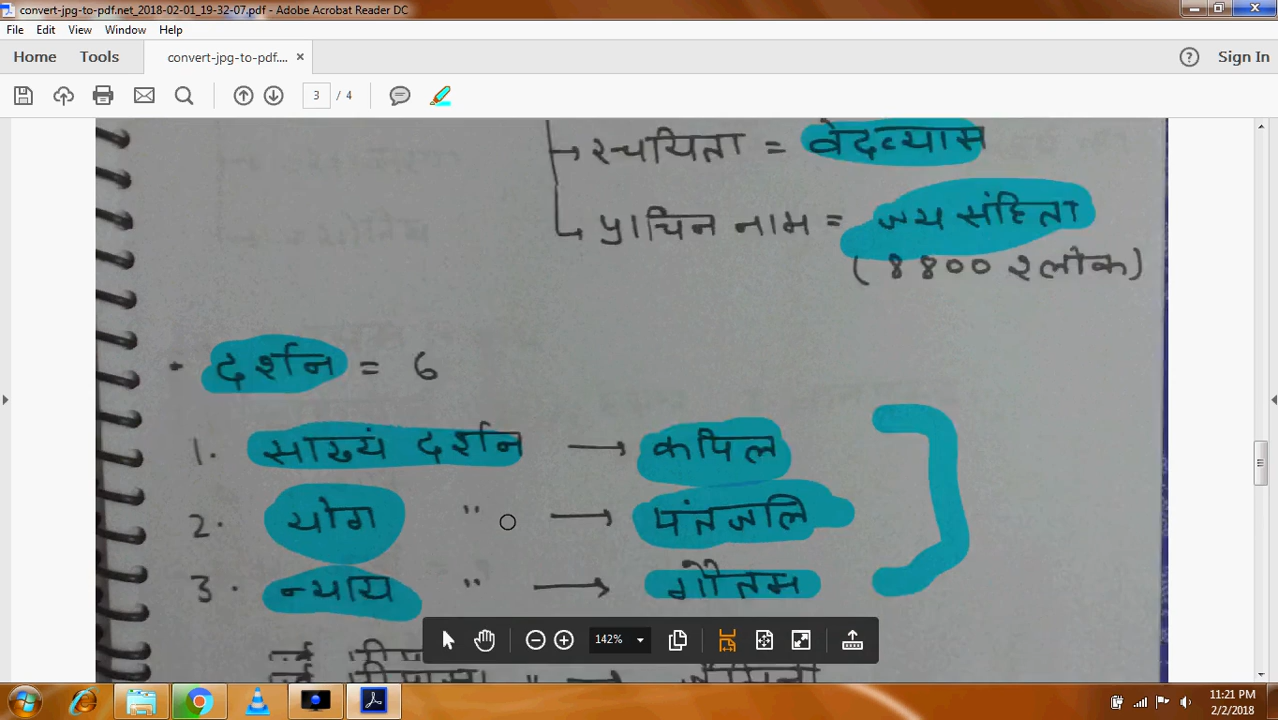 convert-jpg-to-pdf.net_2018-02-01_19-32-07.pdf - Adobe Acrobat Reader DC
File Edit View Window Help
Home Tools convert-jpg-to-pdf.... × Sign In
3 / 4
रचयिता = वेदव्यास
प्राचिन नाम = जय संहिता
(8800 श्लोक)
• दर्शन = 6
1. साख्यं दर्शन → कपिल
2. योग " → पंतजलि
3. न्याय " → गौतम
142%
11:21 PM
2/2/2018